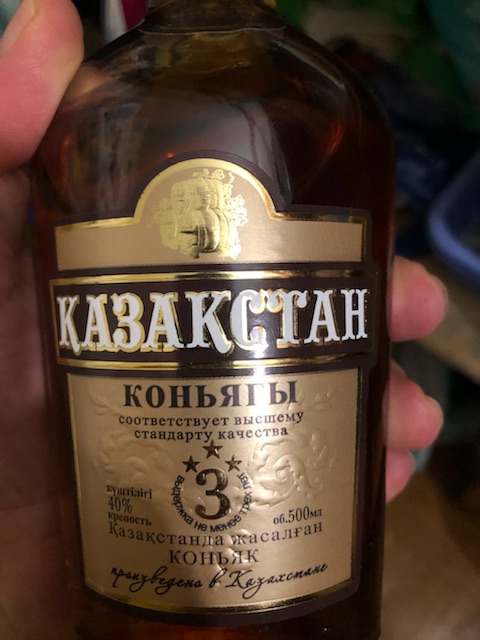 ҚАЗАҚСТАН
КОНЬЯГЫ
соответствует высшему
стандарту качества
3
выдержка не менее трех лет
күштілігі
40%
крепость
об.500мл
Қазақстанда жасалған
КОНЬЯК
произведено в Казахстане